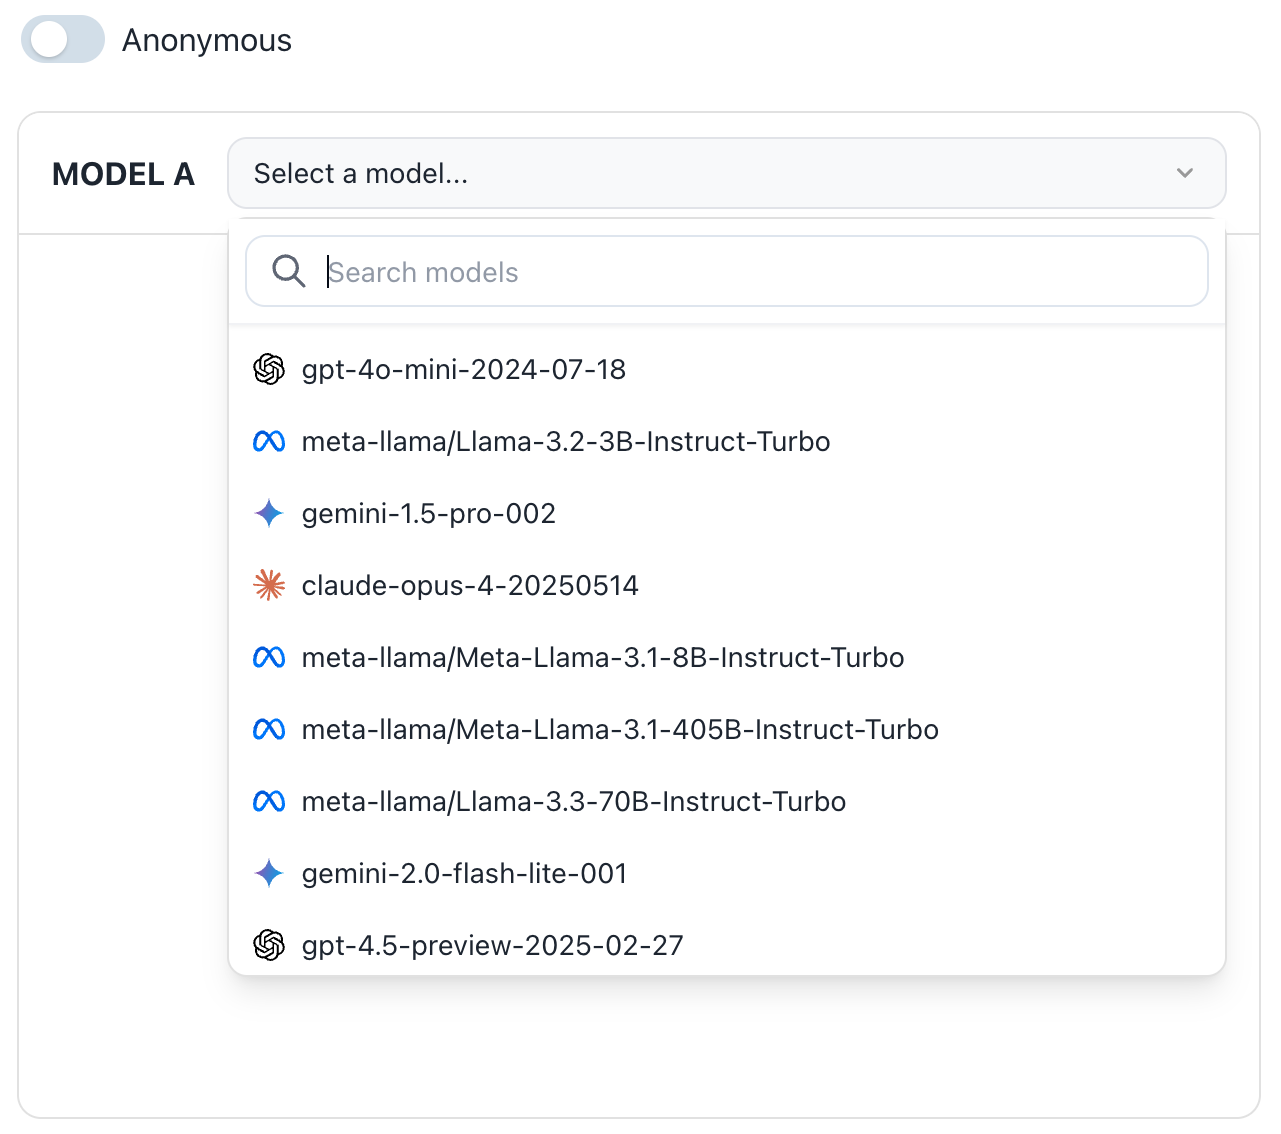 Anonymous
MODEL A
Select a model...
Search models
gpt-4o-mini-2024-07-18
meta-llama/Llama-3.2-3B-Instruct-Turbo
gemini-1.5-pro-002
claude-opus-4-20250514
meta-llama/Meta-Llama-3.1-8B-Instruct-Turbo
meta-llama/Meta-Llama-3.1-405B-Instruct-Turbo
meta-llama/Llama-3.3-70B-Instruct-Turbo
gemini-2.0-flash-lite-001
gpt-4.5-preview-2025-02-27